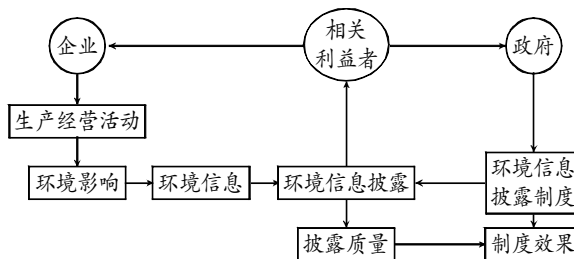 企业
相关
利益者
政府
生产经营活动
环境影响
环境信息
环境信息披露
环境信息
披露制度
披露质量
制度效果